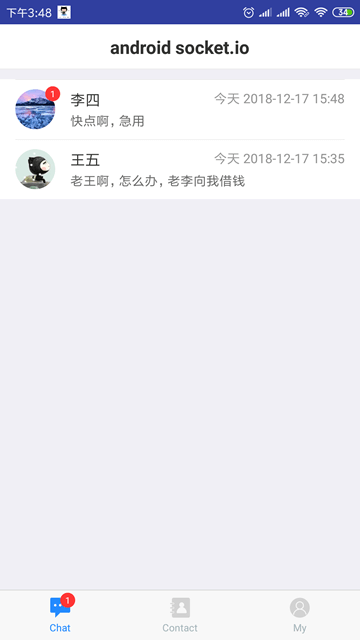 下午3:48
34
android socket.io
1
李四
今天 2018-12-17 15:48
快点啊，急用
王五
今天 2018-12-17 15:35
老王啊，怎么办，老李向我借钱
1
Chat
Contact
My